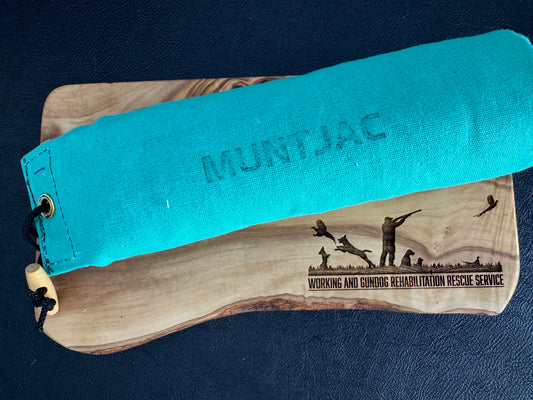 MUNTJAC
WORKING AND GUNDOG REHABILITATION RESCUE SERVICE